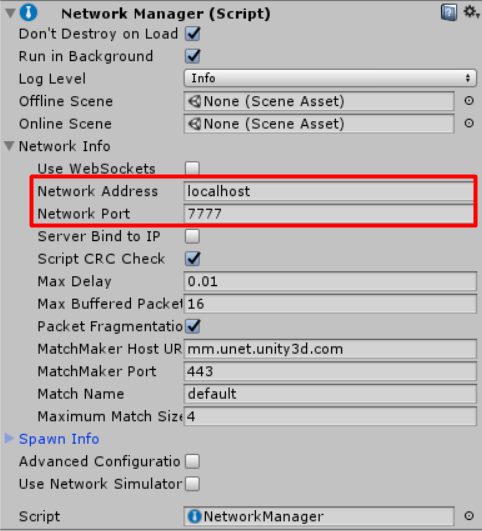 Network Manager (Script)
Don't Destroy on Load
Run in Background
Log Level Info
Offline Scene None (Scene Asset)
Online Scene None (Scene Asset)
Network Info
Use WebSockets
Network Address localhost
Network Port 7777
Server Bind to IP
Script CRC Check
Max Delay 0.01
Max Buffered Packet 16
Packet Fragmentatio
MatchMaker Host UR mm.unet.unity3d.com
MatchMaker Port 443
Match Name default
Maximum Match Size 4
Spawn Info
Advanced Configuratio
Use Network Simulator
Script NetworkManager